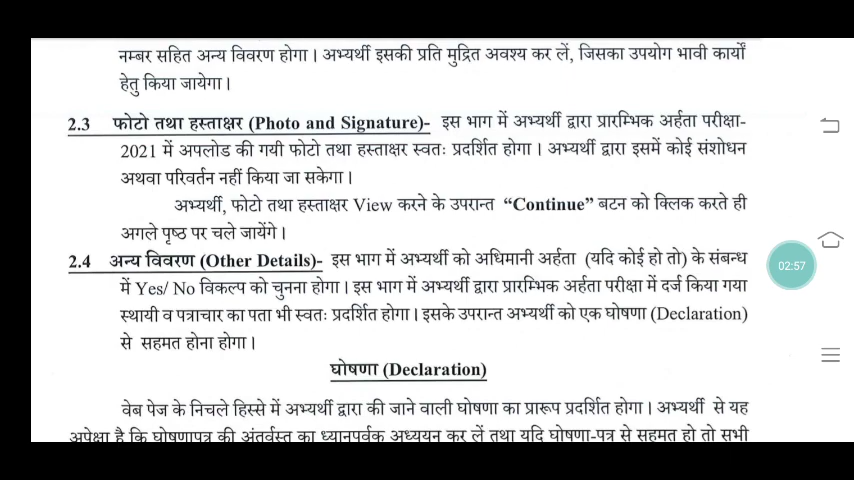 नम्बर सहित अन्य विवरण होगा। अभ्यर्थी इसकी प्रति मुद्रित अवश्य कर लें, जिसका उपयोग भावी कार्यों
हेतु किया जायेगा।
2.3 फोटो तथा हस्ताक्षर (Photo and Signature)- इस भाग में अभ्यर्थी द्वारा प्रारम्भिक अर्हता परीक्षा-
2021 में अपलोड की गयी फोटो तथा हस्ताक्षर स्वतः प्रदर्शित होगा। अभ्यर्थी द्वारा इसमें कोई संशोधन
अथवा परिवर्तन नहीं किया जा सकेगा।
अभ्यर्थी, फोटो तथा हस्ताक्षर View करने के उपरान्त “Continue” बटन को क्लिक करते ही
अगले पृष्ठ पर चले जायेंगे।
2.4 अन्य विवरण (Other Details)- इस भाग में अभ्यर्थी को अधिमानी अर्हता (यदि कोई हो तो) के संबन्ध
में Yes/ No विकल्प को चुनना होगा। इस भाग में अभ्यर्थी द्वारा प्रारम्भिक अर्हता परीक्षा में दर्ज किया गया
स्थायी व पत्राचार का पता भी स्वतः प्रदर्शित होगा। इसके उपरान्त अभ्यर्थी को एक घोषणा (Declaration)
से सहमत होना होगा।
घोषणा (Declaration)
वेब पेज के निचले हिस्से में अभ्यर्थी द्वारा की जाने वाली घोषणा का प्रारूप प्रदर्शित होगा। अभ्यर्थी से यह
अपेक्षा है कि घोषणापत्र की अंतर्वस्तु का ध्यानपूर्वक अध्ययन कर लें तथा यदि घोषणा-पत्र से सहमत हो तो सभी
02:57